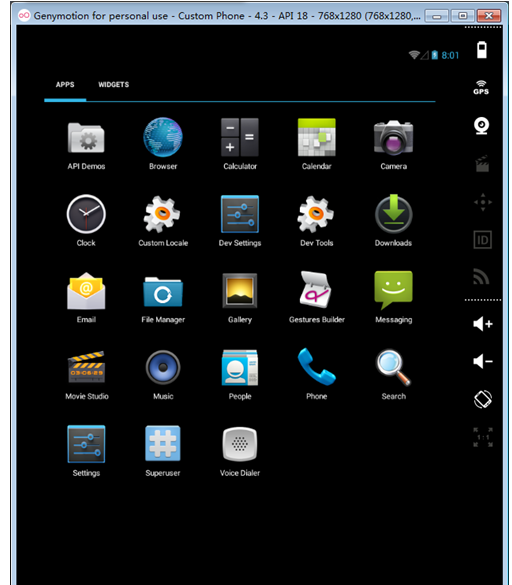 Genymotion for personal use - Custom Phone - 4.3 - API 18 - 768x1280 (768x1280,...
8:01
APPS WIDGETS
GPS
API Demos Browser Calculator Calendar Camera
Clock Custom Locale Dev Settings Dev Tools Downloads
ID
@
Email File Manager Gallery Gestures Builder Messaging
Movie Studio Music People Phone Search
1:1
Settings Superuser Voice Dialer